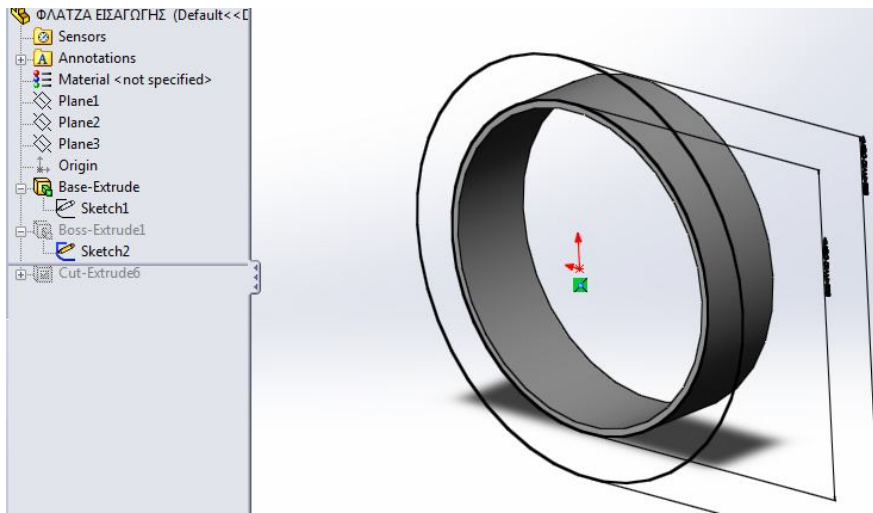 ΦΛΑΤΖΑ ΕΙΣΑΓΩΓΗΣ (Default<<D
Sensors
A Annotations
Material <not specified>
Plane1
Plane2
Plane3
Origin
Base-Extrude
Sketch1
Boss-Extrude1
Sketch2
Cut-Extrude6